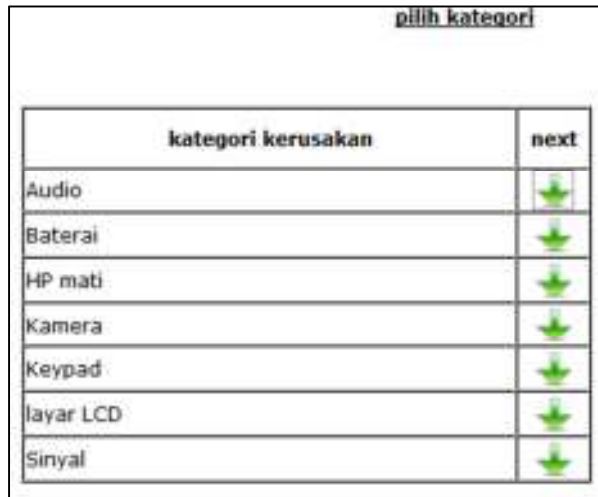 pilih kategori
kategori kerusakan next
Audio
Baterai
HP mati
Kamera
Keypad
layar LCD
Sinyal